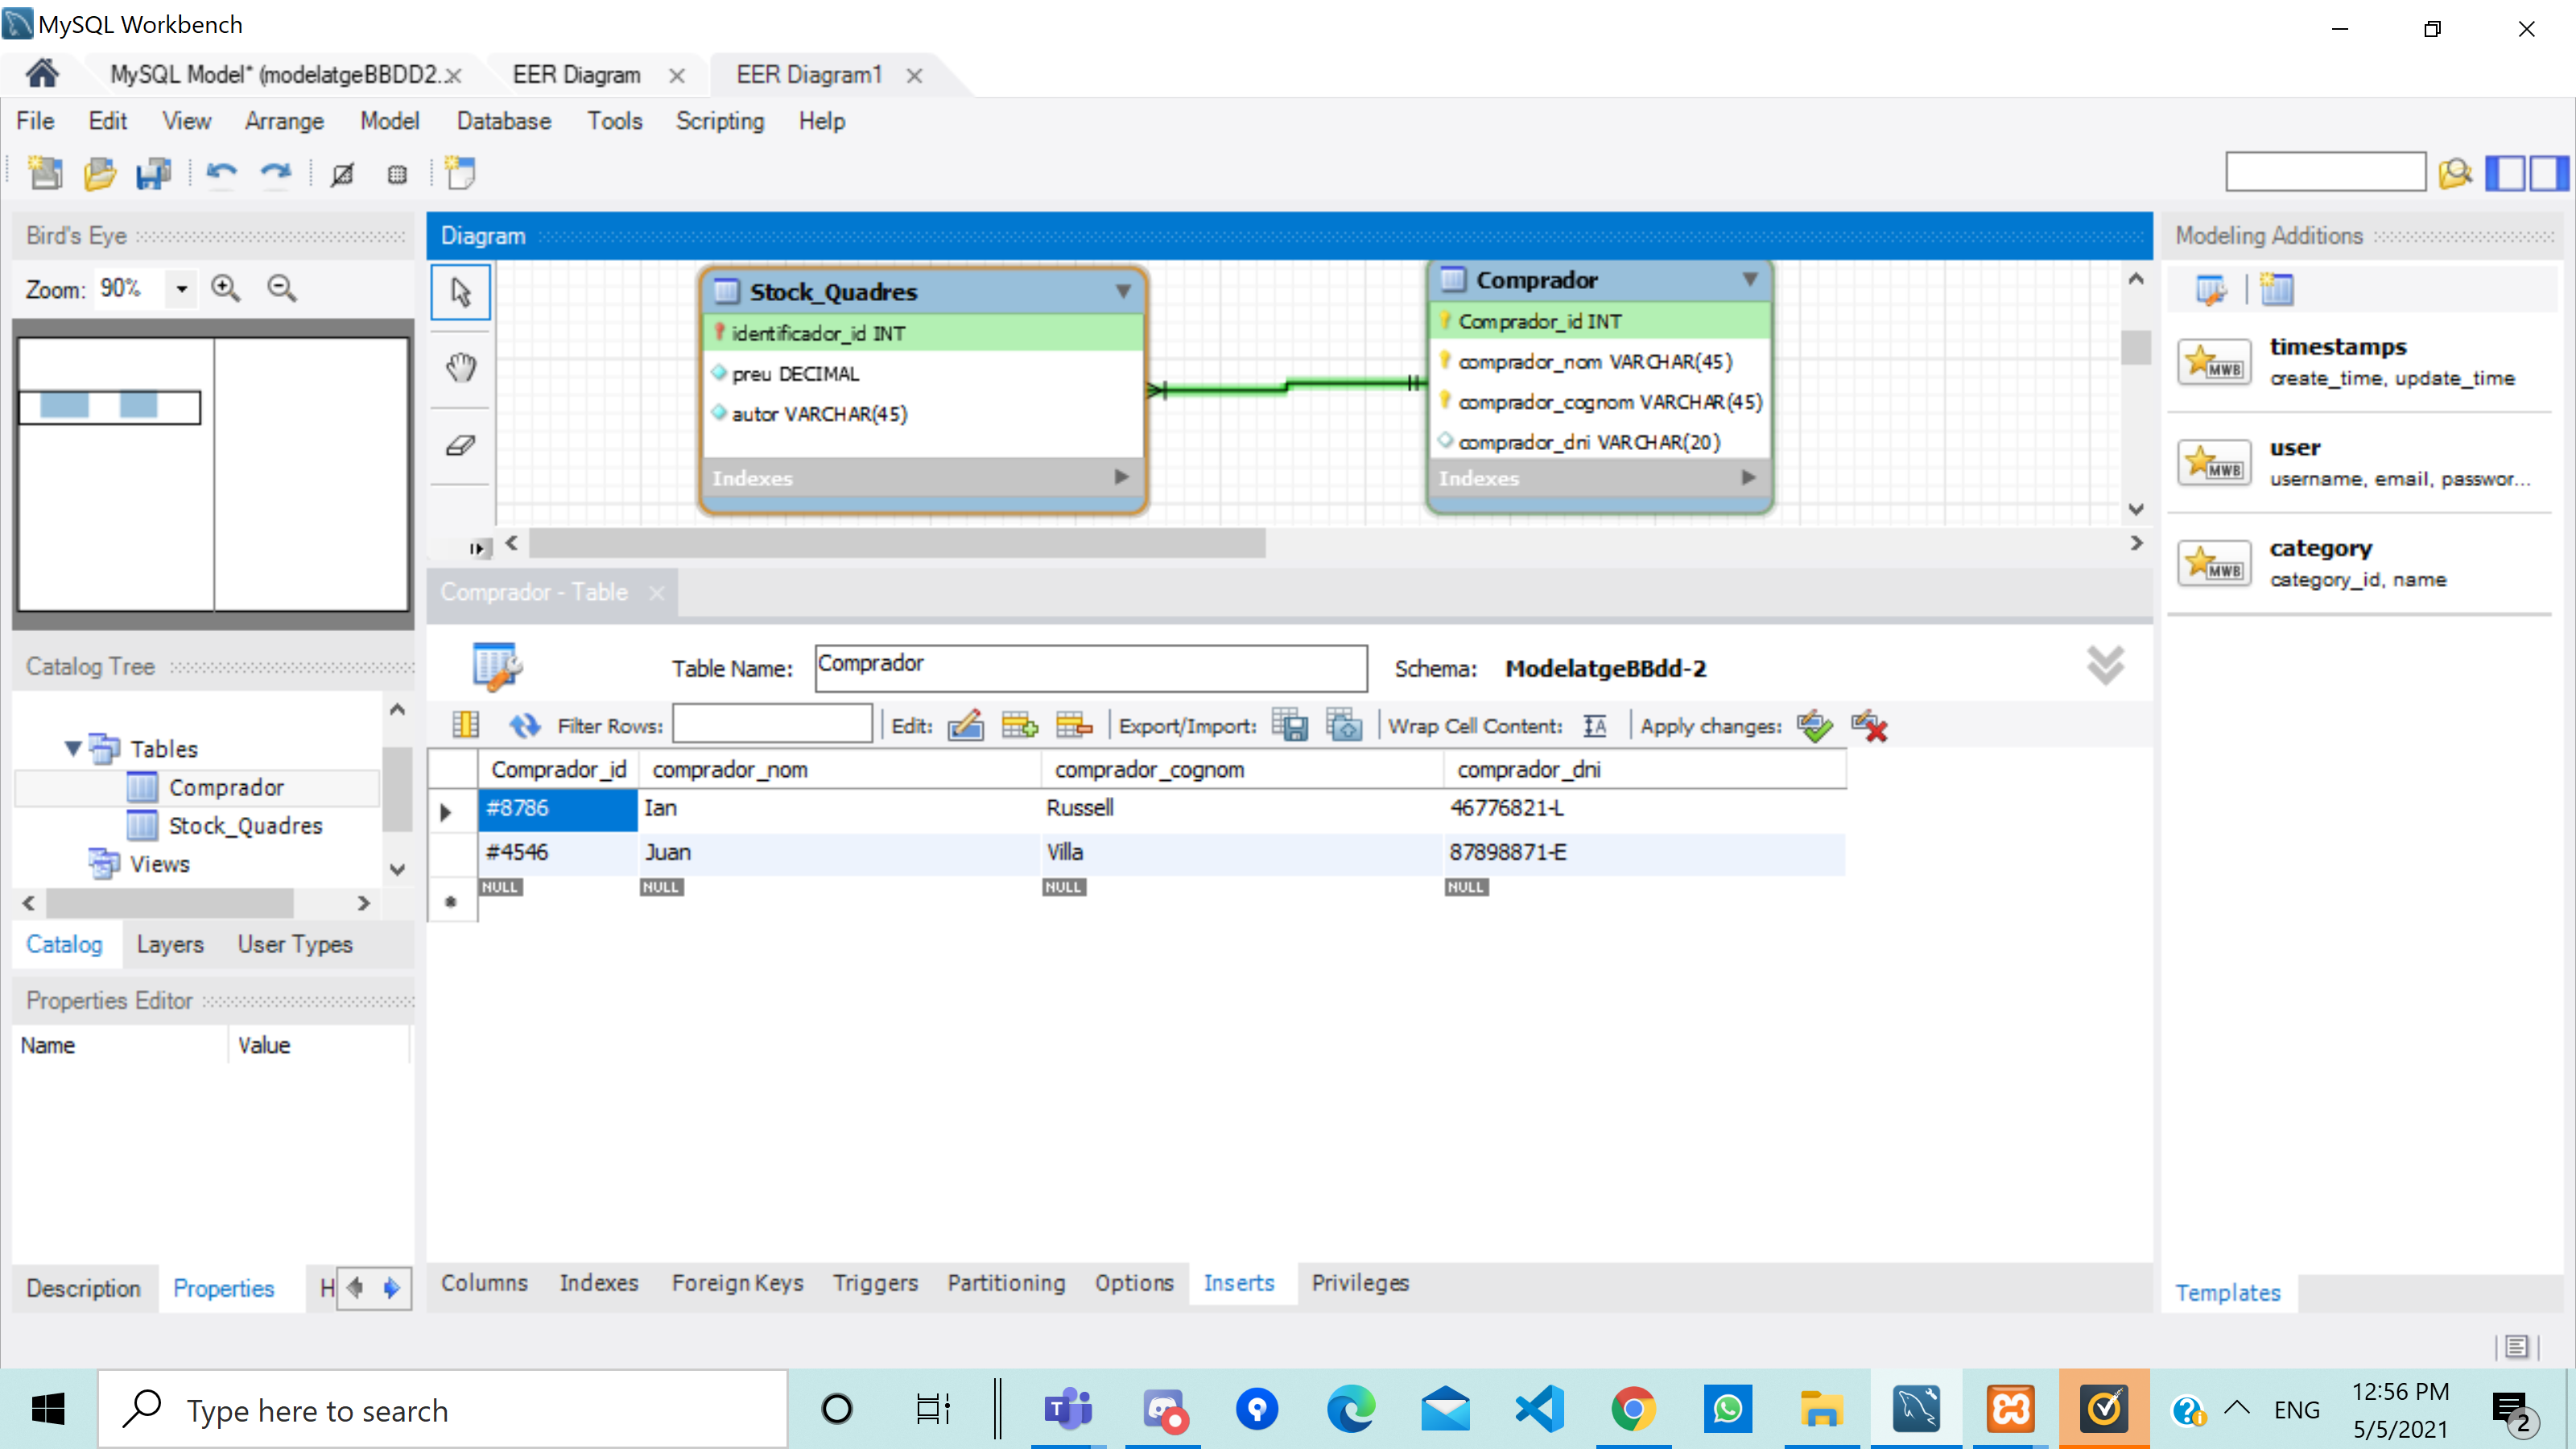 MySQL Workbench
MySQL Model* (modelatgeBBDD2.. EER Diagram EER Diagram1
File Edit View Arrange Model Database Tools Scripting Help
Bird's Eye
Zoom: 90%
Diagram
Stock_Quadres
identificador_id INT
preu DECIMAL
autor VARCHAR(45)
Indexes
Comprador
Comprador_id INT
comprador_nom VARCHAR(45)
comprador_cognom VARCHAR(45)
comprador_dni VARCHAR(20)
Indexes
Modeling Additions
MWB
timestamps
create_time, update_time
MWB
user
username, email, passwor...
MWB
category
category_id, name
Templates
Catalog Tree
Tables
Comprador
Stock_Quadres
Views
Catalog Layers User Types
Properties Editor
Name Value
Description Properties H
Comprador - Table
Table Name: Comprador Schema: ModelatgeBBdd-2
Filter Rows: Edit: Export/Import: Wrap Cell Content: Apply changes:
Comprador_id comprador_nom comprador_cognom comprador_dni
#8786 Ian Russell 46776821-L
#4546 Juan Villa 87898871-E
NULL NULL NULL NULL
Columns Indexes Foreign Keys Triggers Partitioning Options Inserts Privileges
Type here to search
ENG
12:56 PM
5/5/2021
2